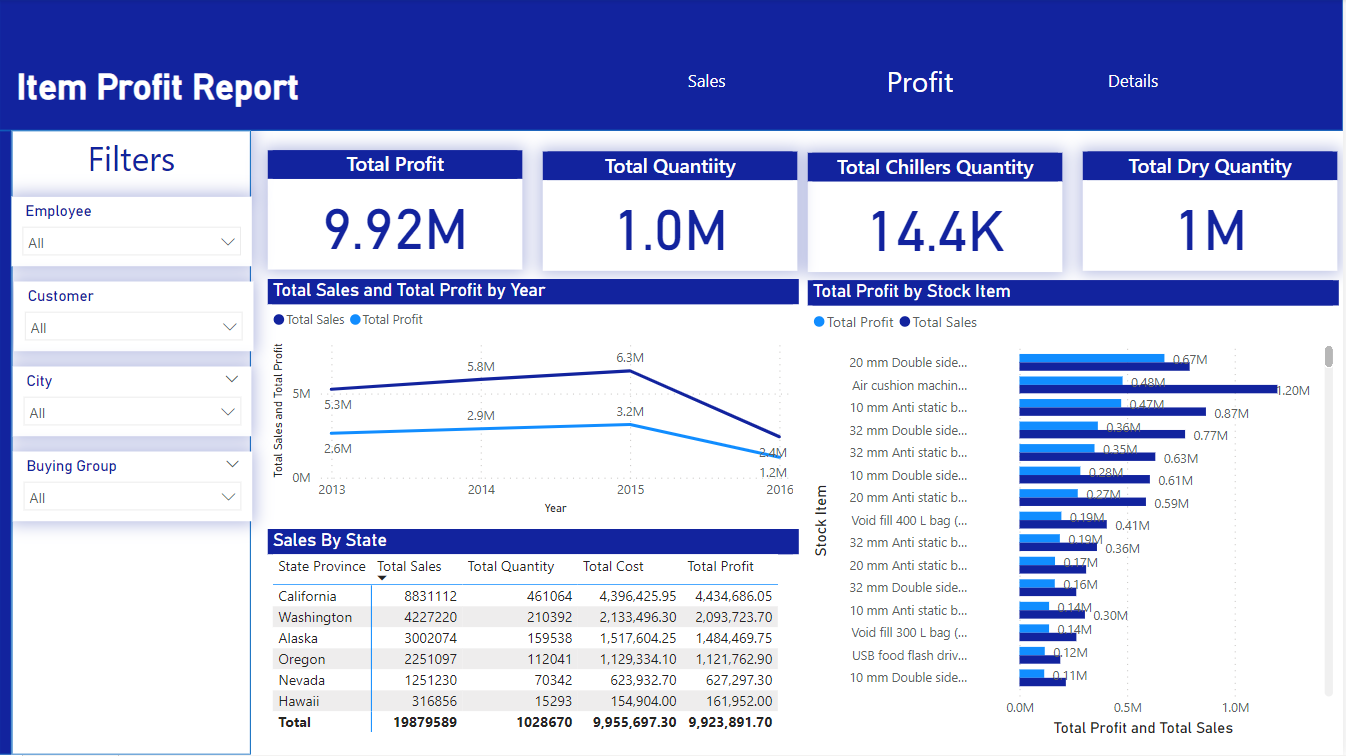 Item Profit Report
Sales
Profit
Details
Filters
Employee
All
Customer
All
City
All
Buying Group
All
Total Profit
9.92M
Total Quantiity
1.0M
Total Chillers Quantity
14.4K
Total Dry Quantity
1M
Total Sales and Total Profit by Year
Total Sales Total Profit
Total Sales and Total Profit
5M
0M
5.3M
5.8M
6.3M
2.4M
2.6M
2.9M
3.2M
1.2M
2013 2014 2015 2016
Year
Sales By State
State Province Total Sales Total Quantity Total Cost Total Profit
California 8831112 461064 4,396,425.95 4,434,686.05
Washington 4227220 210392 2,133,496.30 2,093,723.70
Alaska 3002074 159538 1,517,604.25 1,484,469.75
Oregon 2251097 112041 1,129,334.10 1,121,762.90
Nevada 1251230 70342 623,932.70 627,297.30
Hawaii 316856 15293 154,904.00 161,952.00
Total 19879589 1028670 9,955,697.30 9,923,891.70
Total Profit by Stock Item
Total Profit Total Sales
Stock Item
20 mm Double side... 0.67M
Air cushion machin... 0.48M 1.20M
10 mm Anti static b... 0.47M 0.87M
32 mm Double side... 0.36M 0.77M
32 mm Anti static b... 0.35M 0.63M
10 mm Double side... 0.28M 0.61M
20 mm Anti static b... 0.27M 0.59M
Void fill 400 L bag (... 0.19M 0.41M
32 mm Anti static b... 0.19M 0.36M
20 mm Anti static b... 0.17M
32 mm Double side... 0.16M
10 mm Anti static b... 0.14M 0.30M
Void fill 300 L bag (... 0.14M
USB food flash driv... 0.12M
10 mm Double side... 0.11M
0.0M 0.5M 1.0M
Total Profit and Total Sales